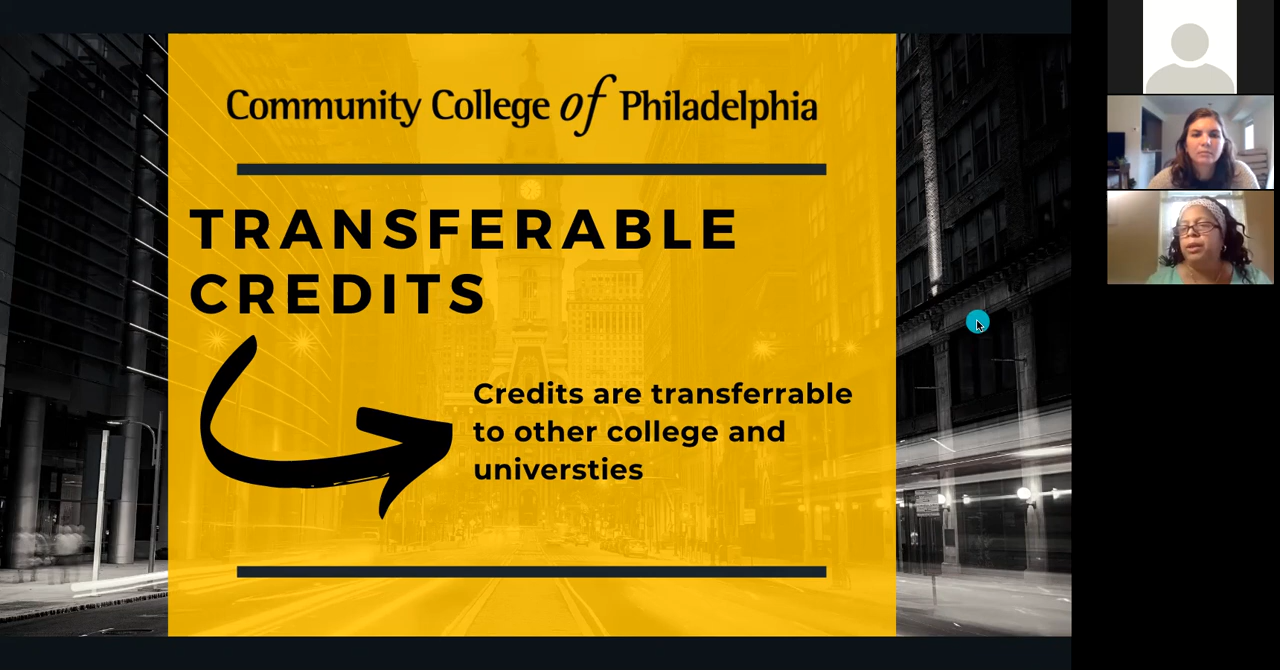 Community College of Philadelphia
TRANSFERABLE
CREDITS
Credits are transferrable
to other college and
universties